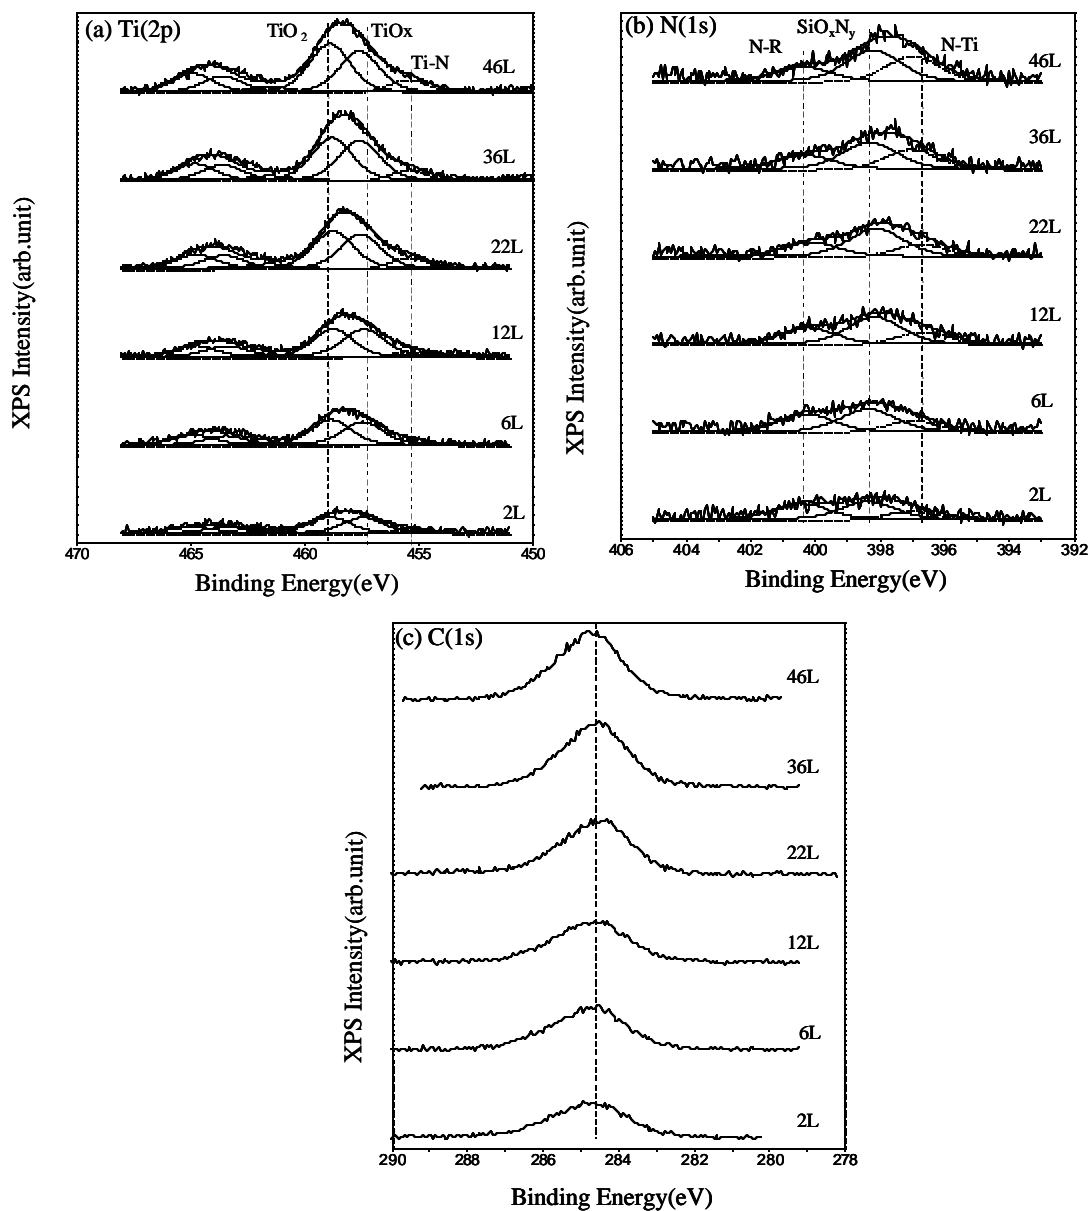 (a) Ti(2p)
TiO2
TiOx
Ti-N
46L
36L
22L
12L
6L
2L
XPS Intensity(arb.unit)
470
465
460
455
450
Binding Energy(eV)
(b) N(1s)
N-R
SiOxNy
N-Ti
46L
36L
22L
12L
6L
2L
XPS Intensity(arb.unit)
406
404
402
400
398
396
394
392
Binding Energy(eV)
(c) C(1s)
46L
36L
22L
12L
6L
2L
XPS Intensity(arb.unit)
290
288
286
284
282
280
278
Binding Energy(eV)